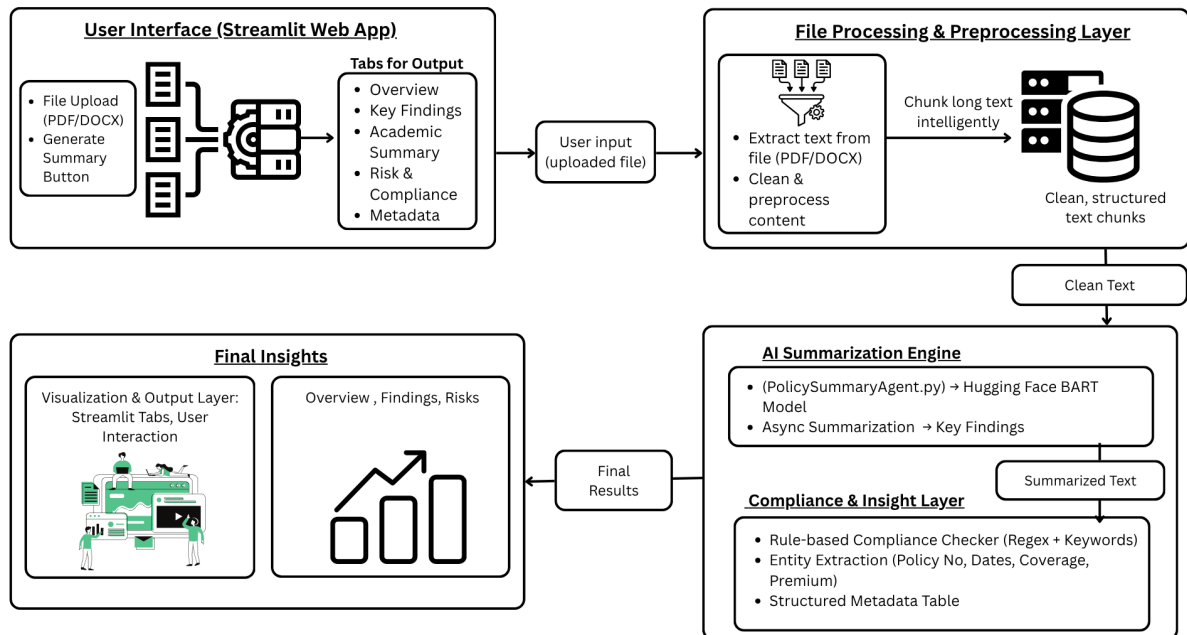 User Interface (Streamlit Web App)
• File Upload
(PDF/DOCX)
• Generate
Summary
Button
Tabs for Output
• Overview
• Key Findings
• Academic
Summary
• Risk &
Compliance
• Metadata
User input
(uploaded file)
File Processing & Preprocessing Layer
• Extract text from
file (PDF/DOCX)
• Clean &
preprocess
content
Chunk long text
intelligently
Clean, structured
text chunks
Clean Text
AI Summarization Engine
• (PolicySummaryAgent.py) → Hugging Face BART
Model
• Async Summarization → Key Findings
Summarized Text
Compliance & Insight Layer
• Rule-based Compliance Checker (Regex + Keywords)
• Entity Extraction (Policy No, Dates, Coverage,
Premium)
• Structured Metadata Table
Final
Results
Final Insights
Visualization & Output Layer:
Streamlit Tabs, User
Interaction
Overview , Findings, Risks